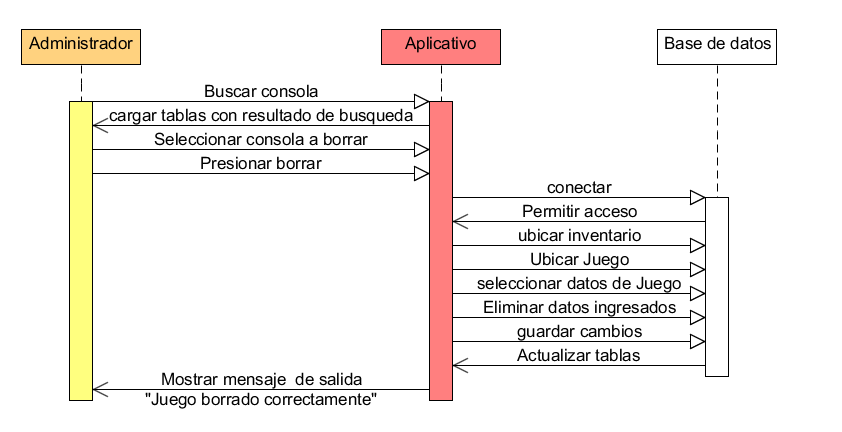 Administrador
Aplicativo
Base de datos
Buscar consola
cargar tablas con resultado de busqueda
Seleccionar consola a borrar
Presionar borrar
conectar
Permitir acceso
ubicar inventario
Ubicar Juego
seleccionar datos de Juego
Eliminar datos ingresados
guardar cambios
Actualizar tablas
Mostrar mensaje de salida
"Juego borrado correctamente"